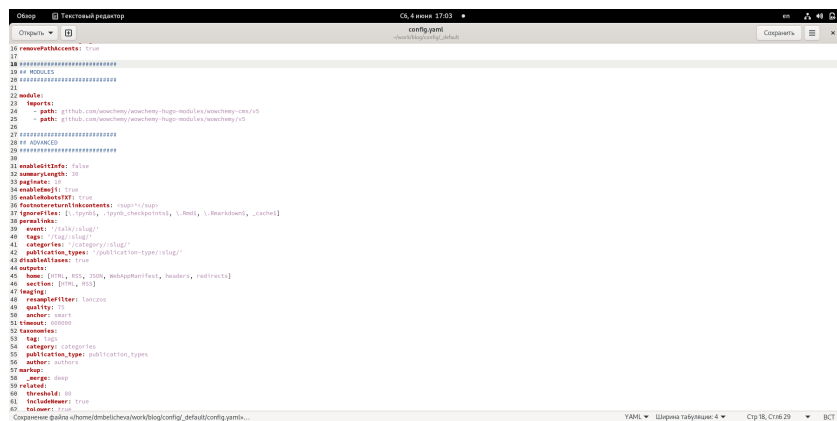 Обзор Текстовый редактор Сб, 4 июня 17:03 en
Открыть config.yaml Сохранить
~/work/blog/config/_default
16 removePathAccents: true
17
18 ############################
19 ## MODULES
20 ############################
21
22 module:
23 imports:
24 - path: github.com/wowchemy/wowchemy-hugo-modules/wowchemy-cms/v5
25 - path: github.com/wowchemy/wowchemy-hugo-modules/wowchemy/v5
26
27 ############################
28 ## ADVANCED
29 ############################
30
31 enableGitInfo: false
32 summaryLength: 30
33 paginate: 10
34 enableEmoji: true
35 enableRobotsTXT: true
36 footnotereturnlinkcontents: <sup>^</sup>
37 ignoreFiles: [\.ipynb$, .ipynb_checkpoints$, \.Rmd$, \.Rmarkdown$, _cache$]
38 permalinks:
39 event: '/talk/:slug/'
40 tags: '/tag/:slug/'
41 categories: '/category/:slug/'
42 publication_types: '/publication-type/:slug/'
43 disableAliases: true
44 outputs:
45 home: [HTML, RSS, JSON, WebAppManifest, headers, redirects]
46 section: [HTML, RSS]
47 imaging:
48 resampleFilter: lanczos
49 quality: 75
50 anchor: smart
51 timeout: 600000
52 taxonomies:
53 tag: tags
54 category: categories
55 publication_type: publication_types
56 author: authors
57 markup:
58 _merge: deep
59 related:
60 threshold: 80
61 includeNewer: true
62 toLower: true
Сохранение файла «/home/dmbelicheva/work/blog/config/_default/config.yaml»... YAML Ширина табуляции: 4 Стр 18, Стлб 29 ВСТ